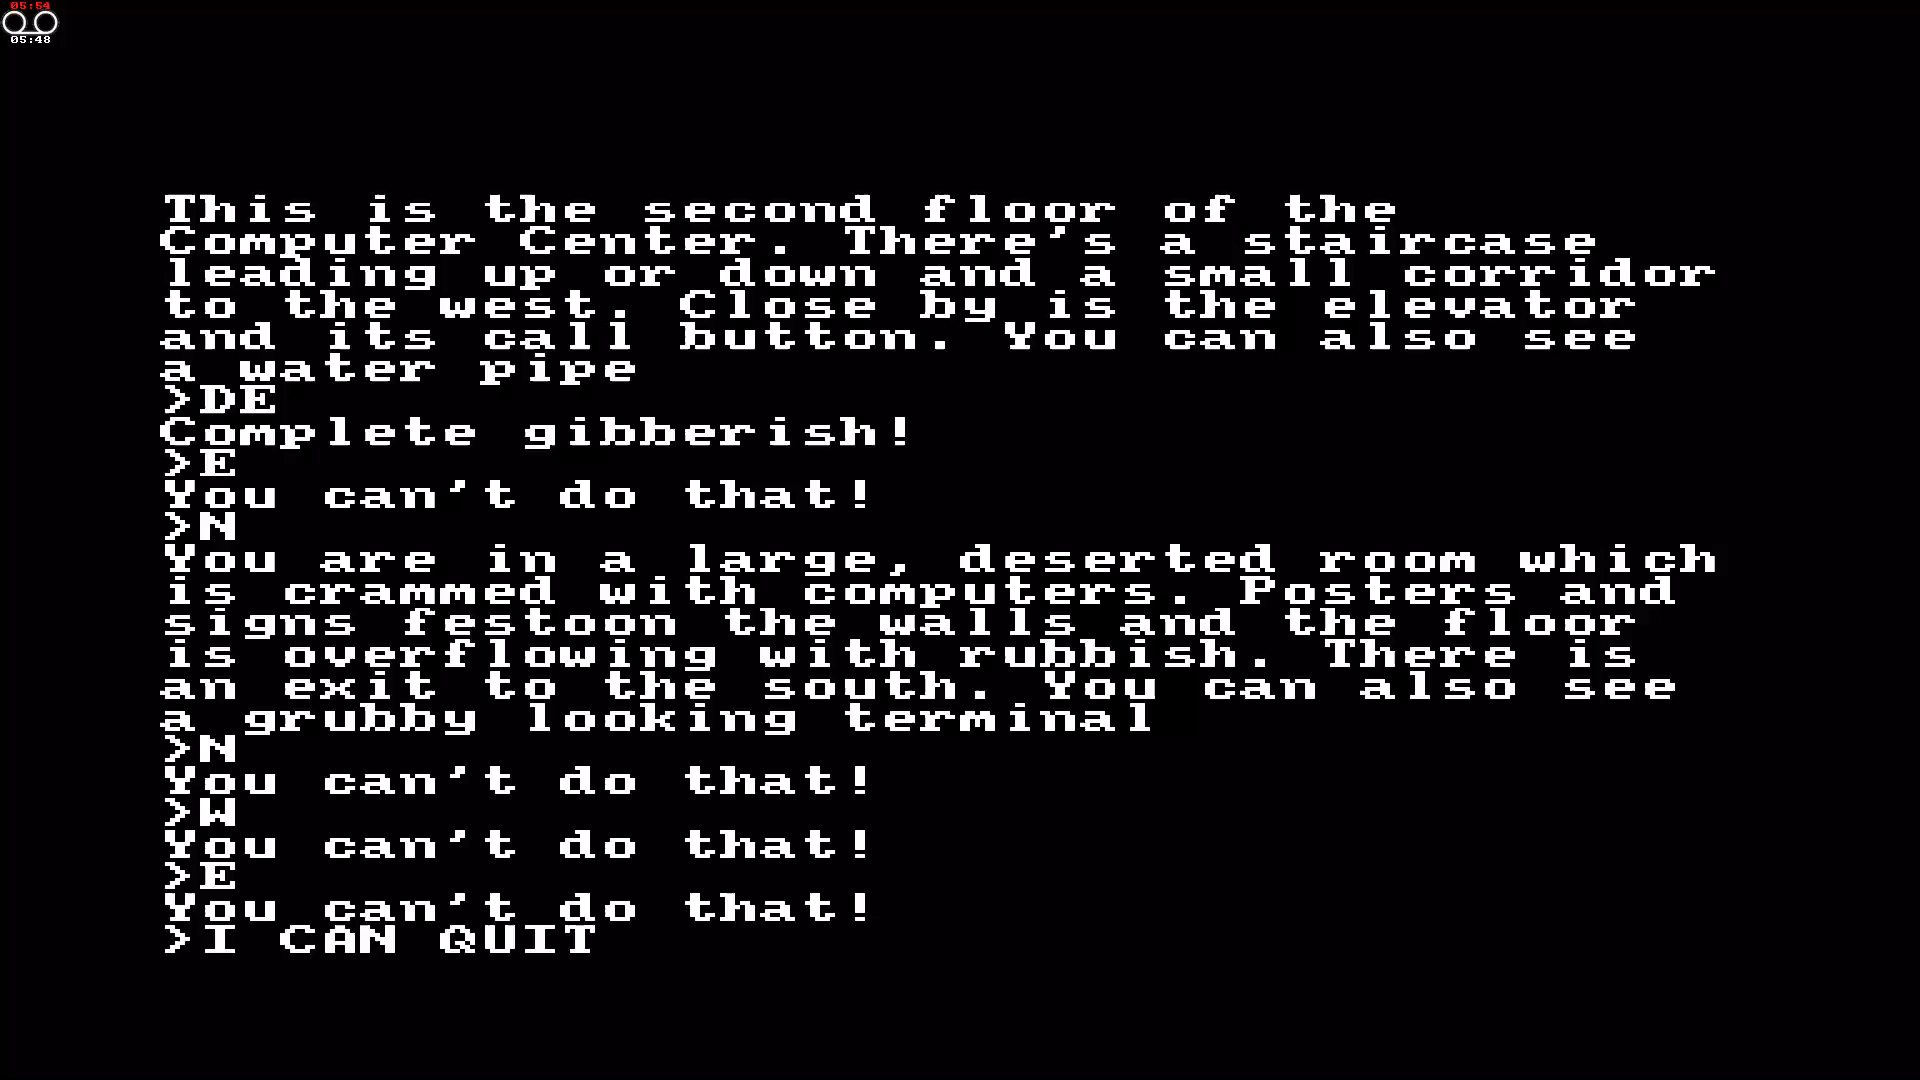 05:54
05:48
This is the second floor of the
Computer Center. There's a staircase
leading up or down and a small corridor
to the west. Close by is the elevator
and its call button. You can also see
a water pipe
>DE
Complete gibberish!
>E
You can't do that!
>N
You are in a large, deserted room which
is crammed with computers. Posters and
signs festoon the walls and the floor
is overflowing with rubbish. There is
an exit to the south. You can also see
a grubby looking terminal
>N
You can't do that!
>W
You can't do that!
>E
You can't do that!
>I CAN QUIT